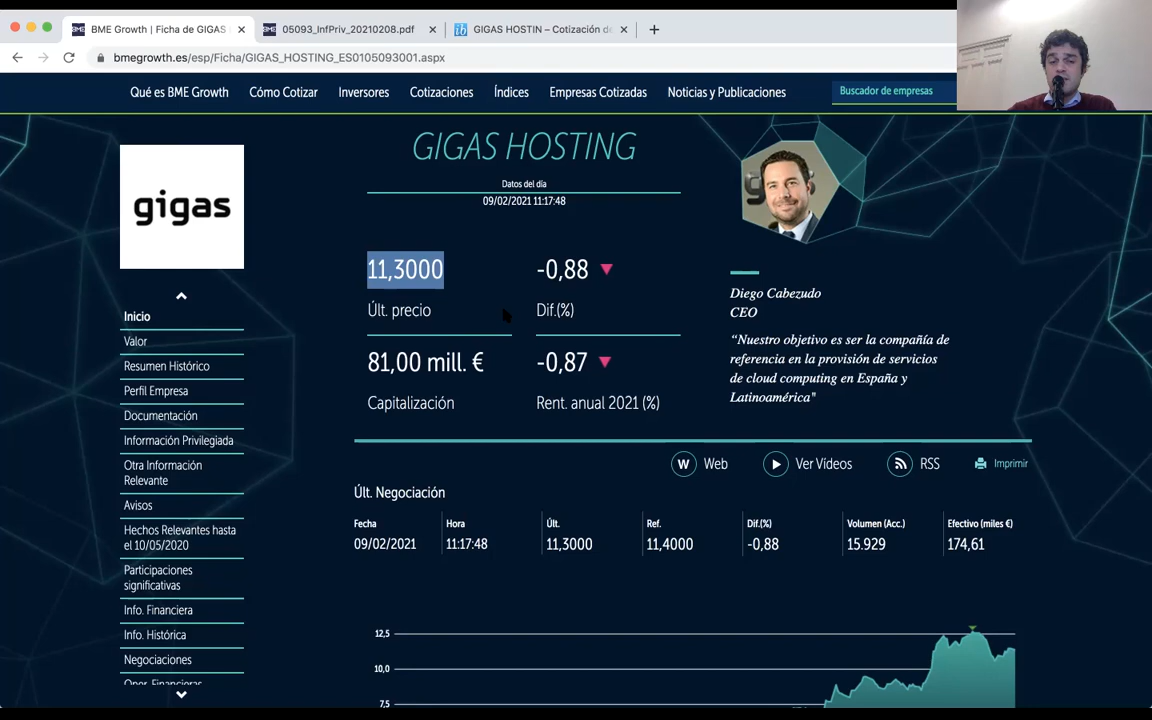 BME Growth | Ficha de GIGAS
05093_InfPriv_20210208.pdf
GIGAS HOSTIN – Cotización de
bmegrowth.es/esp/Ficha/GIGAS_HOSTING_ES0105093001.aspx
Qué es BME Growth
Cómo Cotizar
Inversores
Cotizaciones
Índices
Empresas Cotizadas
Noticias y Publicaciones
Buscador de empresas
gigas
Inicio
Valor
Resumen Histórico
Perfil Empresa
Documentación
Información Privilegiada
Otra Información
Relevante
Avisos
Hechos Relevantes hasta
el 10/05/2020
Participaciones
significativas
Info. Financiera
Info. Histórica
Negociaciones
Oper. Financieras
GIGAS HOSTING
Datos del día
09/02/2021 11:17:48
11,3000
Últ. precio
-0,88
Dif.(%)
81,00 mill. €
Capitalización
-0,87
Rent. anual 2021 (%)
Diego Cabezudo
CEO
“Nuestro objetivo es ser la compañía de
referencia en la provisión de servicios
de cloud computing en España y
Latinoamérica"
W Web
Ver Vídeos
RSS
Imprimir
Últ. Negociación
Fecha Hora Últ. Ref. Dif.(%) Volumen (Acc.) Efectivo (miles €)
09/02/2021 11:17:48 11,3000 11,4000 -0,88 15.929 174,61
12,5
10,0
7,5